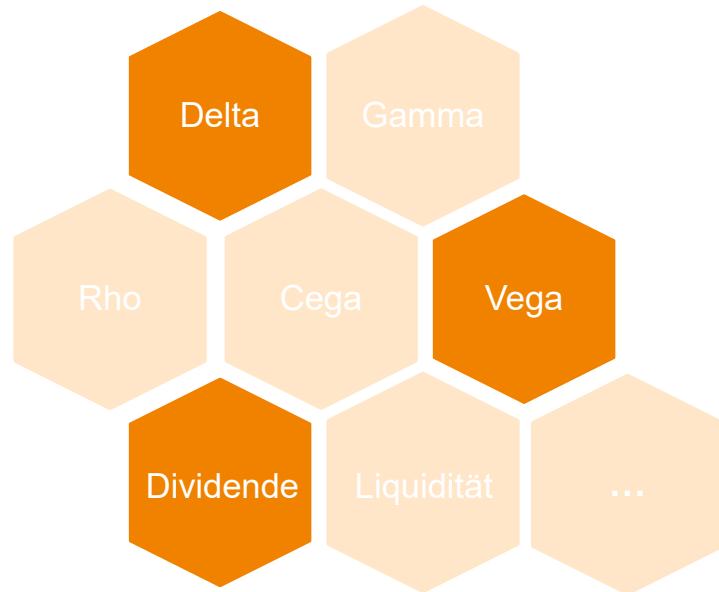 Delta
Gamma
Rho
Cega
Vega
Dividende
Liquidität
...